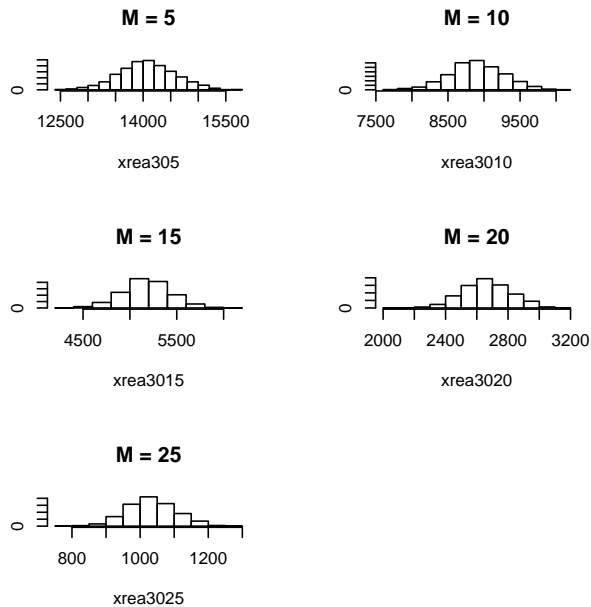 M = 5
0
12500 14000 15500
xrea305
M = 10
0
7500 8500 9500
xrea3010
M = 15
0
4500 5500
xrea3015
M = 20
0
2000 2400 2800 3200
xrea3020
M = 25
0
800 1000 1200
xrea3025